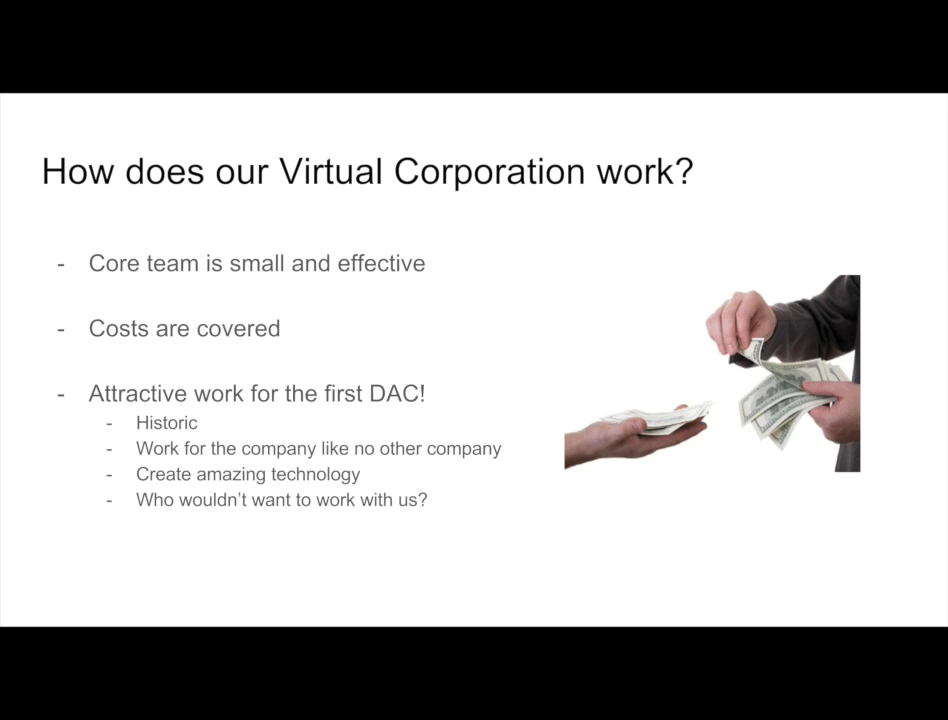 How does our Virtual Corporation work?
- Core team is small and effective
- Costs are covered
- Attractive work for the first DAC!
- Historic
- Work for the company like no other company
- Create amazing technology
- Who wouldn’t want to work with us?